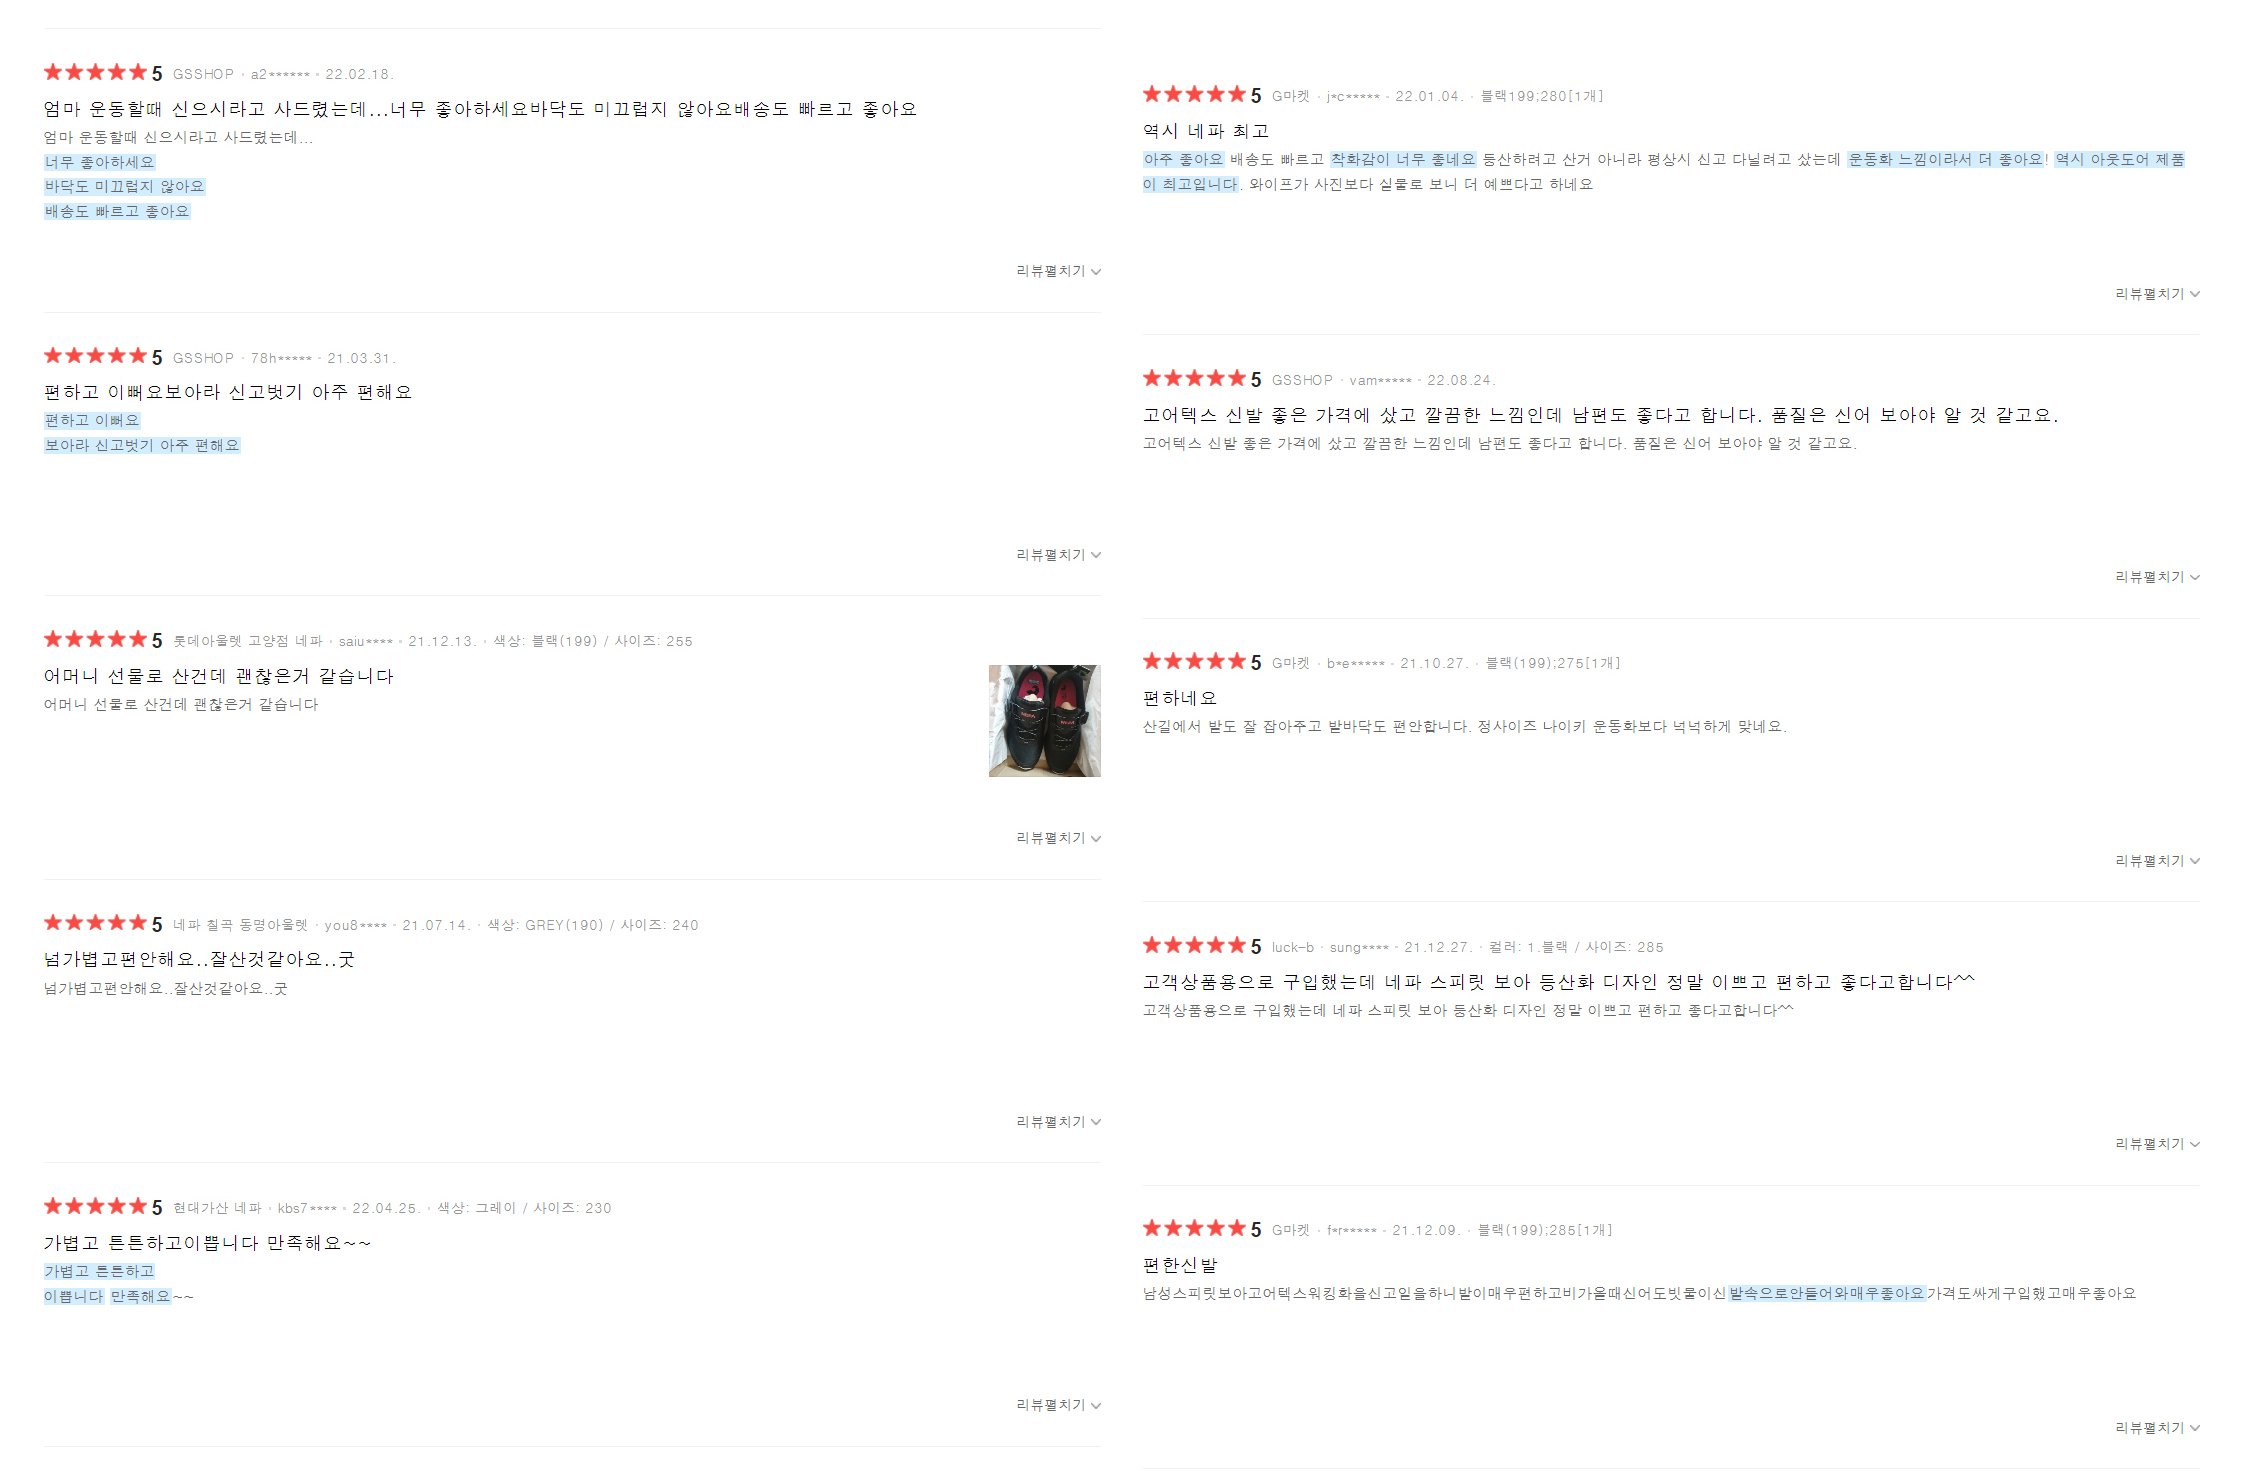 5 GSSHOP · a2****** · 22.02.18.
엄마 운동할때 신으시라고 사드렸는데...너무 좋아하세요바닥도 미끄럽지 않아요배송도 빠르고 좋아요
엄마 운동할때 신으시라고 사드렸는데...
너무 좋아하세요
바닥도 미끄럽지 않아요
배송도 빠르고 좋아요
리뷰펼치기
5 GSSHOP · 78h***** · 21.03.31.
편하고 이뻐요보아라 신고벗기 아주 편해요
편하고 이뻐요
보아라 신고벗기 아주 편해요
리뷰펼치기
5 롯데아울렛 고양점 네파 · saiu**** · 21.12.13. · 색상: 블랙(199) / 사이즈: 255
어머니 선물로 산건데 괜찮은거 같습니다
어머니 선물로 산건데 괜찮은거 같습니다
리뷰펼치기
5 네파 칠곡 동명아울렛 · you8**** · 21.07.14. · 색상: GREY(190) / 사이즈: 240
넘가볍고편안해요..잘산것같아요..굿
넘가볍고편안해요..잘산것같아요..굿
리뷰펼치기
5 현대가산 네파 · kbs7**** · 22.04.25. · 색상: 그레이 / 사이즈: 230
가볍고 튼튼하고이쁩니다 만족해요~~
가볍고 튼튼하고
이쁩니다 만족해요~~
리뷰펼치기
5 G마켓 · j*c***** · 22.01.04. · 블랙199;280[1개]
역시 네파 최고
아주 좋아요 배송도 빠르고 착화감이 너무 좋네요 등산하려고 산거 아니라 평상시 신고 다닐려고 샀는데 운동화 느낌이라서 더 좋아요! 역시 아웃도어 제품
이 최고입니다. 와이프가 사진보다 실물로 보니 더 예쁘다고 하네요
리뷰펼치기
5 GSSHOP · vam***** · 22.08.24.
고어텍스 신발 좋은 가격에 샀고 깔끔한 느낌인데 남편도 좋다고 합니다. 품질은 신어 보아야 알 것 같고요.
고어텍스 신발 좋은 가격에 샀고 깔끔한 느낌인데 남편도 좋다고 합니다. 품질은 신어 보아야 알 것 같고요.
리뷰펼치기
5 G마켓 · b*e***** · 21.10.27. · 블랙(199);275[1개]
편하네요
산길에서 발도 잘 잡아주고 발바닥도 편안합니다. 정사이즈 나이키 운동화보다 넉넉하게 맞네요.
리뷰펼치기
5 luck-b · sung**** · 21.12.27. · 컬러: 1.블랙 / 사이즈: 285
고객상품용으로 구입했는데 네파 스피릿 보아 등산화 디자인 정말 이쁘고 편하고 좋다고합니다^^
고객상품용으로 구입했는데 네파 스피릿 보아 등산화 디자인 정말 이쁘고 편하고 좋다고합니다^^
리뷰펼치기
5 G마켓 · f*r***** · 21.12.09. · 블랙(199);285[1개]
편한신발
남성스피릿보아고어텍스워킹화을신고일을하니발이매우편하고비가올때신어도빗물이신발속으로안들어와매우좋아요가격도싸게구입했고매우좋아요
리뷰펼치기